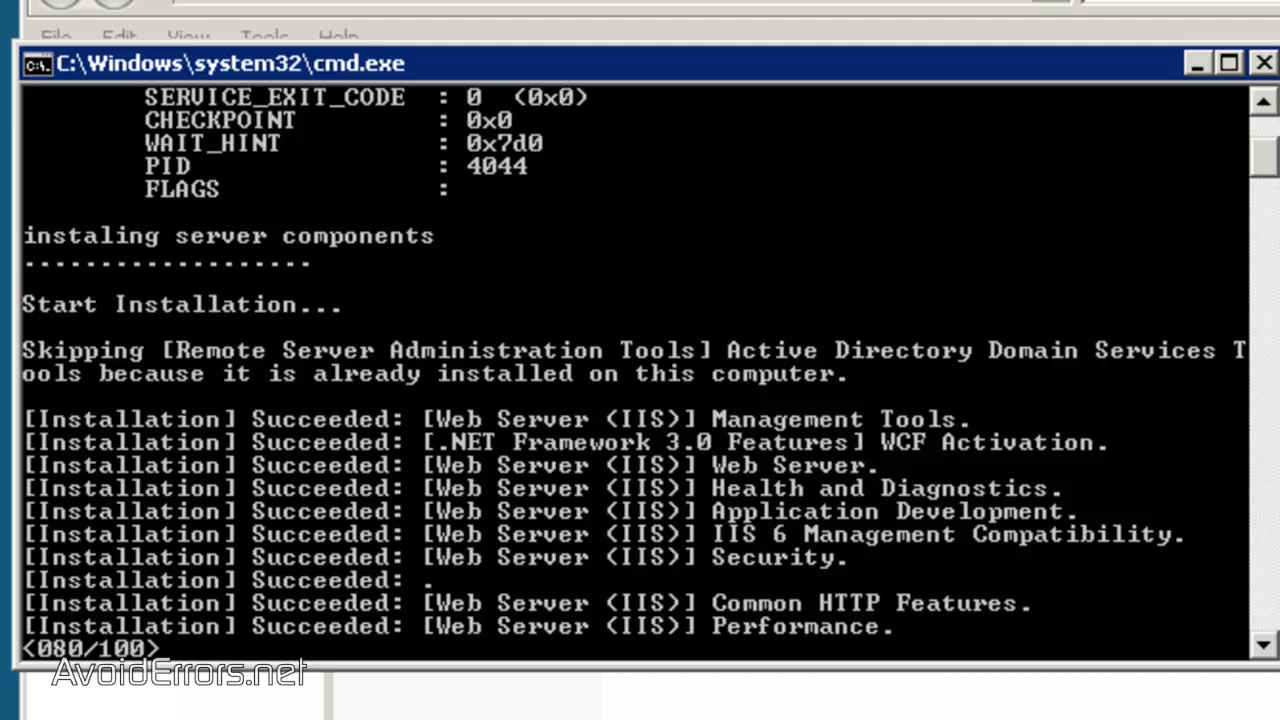 File Edit View Tools Help
C:\Windows\system32\cmd.exe
SERVICE_EXIT_CODE : 0 (0x0)
CHECKPOINT : 0x0
WAIT_HINT : 0x7d0
PID : 4044
FLAGS :
instaling server components
-------------------
Start Installation...
Skipping [Remote Server Administration Tools] Active Directory Domain Services T
ools because it is already installed on this computer.
[Installation] Succeeded: [Web Server (IIS)] Management Tools.
[Installation] Succeeded: [.NET Framework 3.0 Features] WCF Activation.
[Installation] Succeeded: [Web Server (IIS)] Web Server.
[Installation] Succeeded: [Web Server (IIS)] Health and Diagnostics.
[Installation] Succeeded: [Web Server (IIS)] Application Development.
[Installation] Succeeded: [Web Server (IIS)] IIS 6 Management Compatibility.
[Installation] Succeeded: [Web Server (IIS)] Security.
[Installation] Succeeded: .
[Installation] Succeeded: [Web Server (IIS)] Common HTTP Features.
[Installation] Succeeded: [Web Server (IIS)] Performance.
<080/100>
AvoidErrors.net